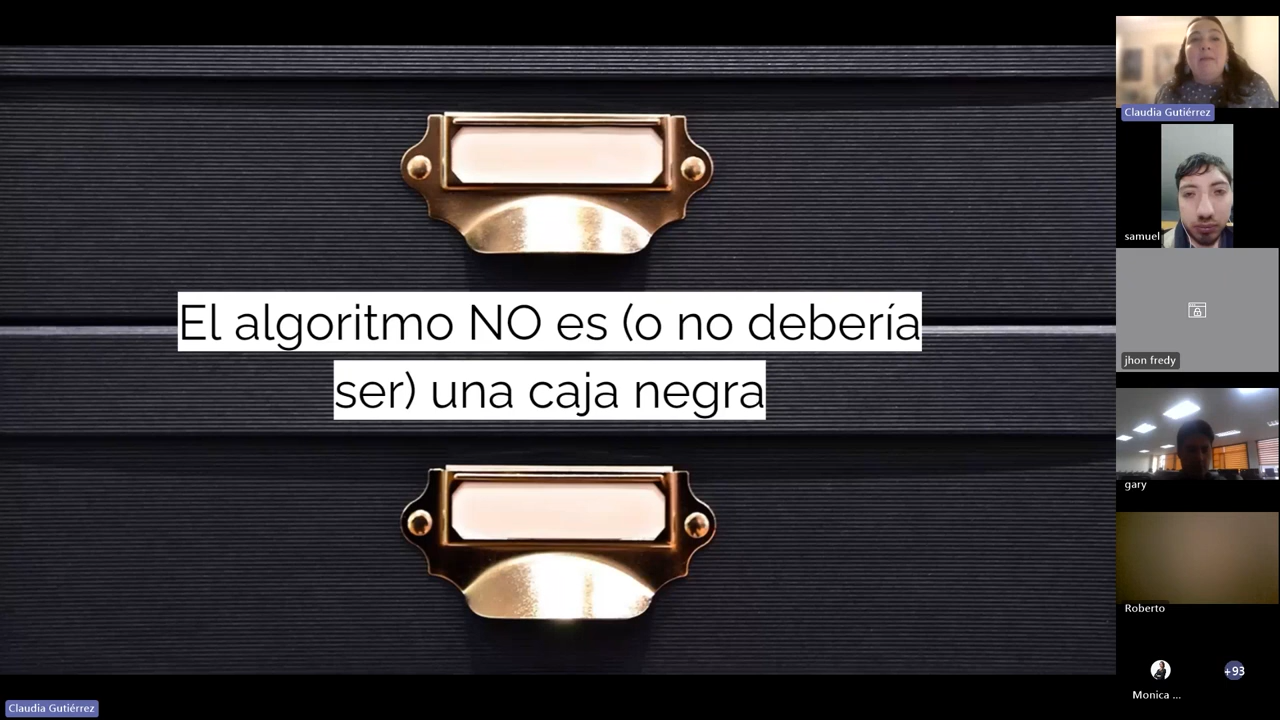 El algoritmo NO es (o no debería
ser) una caja negra
Claudia Gutiérrez
Claudia Gutiérrez
samuel
jhon fredy
gary
Roberto
Monica ...
+93